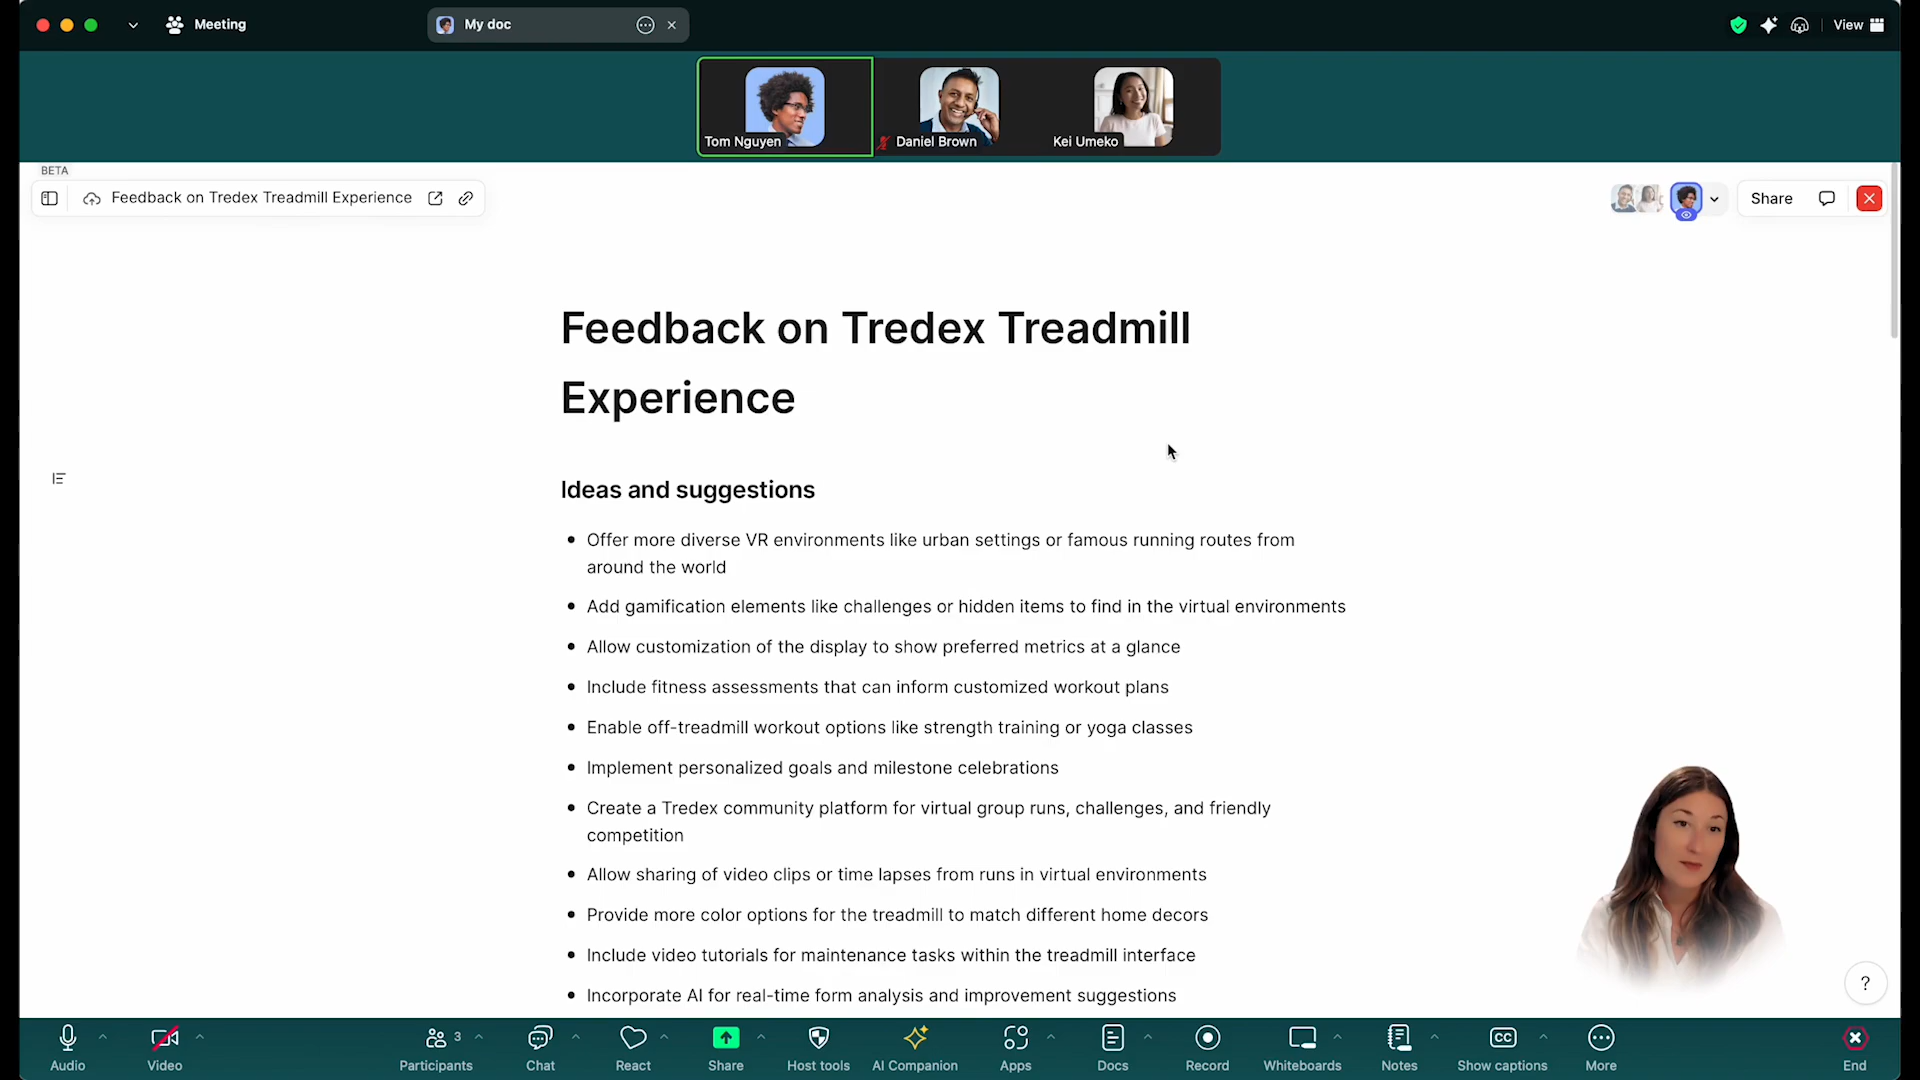 Meeting
My doc
View
Tom Nguyen
Daniel Brown
Kei Umeko
BETA
Feedback on Tredex Treadmill Experience
Share
Feedback on Tredex Treadmill
Experience
Ideas and suggestions
• Offer more diverse VR environments like urban settings or famous running routes from
around the world
• Add gamification elements like challenges or hidden items to find in the virtual environments
• Allow customization of the display to show preferred metrics at a glance
• Include fitness assessments that can inform customized workout plans
• Enable off-treadmill workout options like strength training or yoga classes
• Implement personalized goals and milestone celebrations
• Create a Tredex community platform for virtual group runs, challenges, and friendly
competition
• Allow sharing of video clips or time lapses from runs in virtual environments
• Provide more color options for the treadmill to match different home decors
• Include video tutorials for maintenance tasks within the treadmill interface
• Incorporate AI for real-time form analysis and improvement suggestions
?
3
CC
Audio
Video
Participants
Chat
React
Share
Host tools
AI Companion
Apps
Docs
Record
Whiteboards
Notes
Show captions
More
End